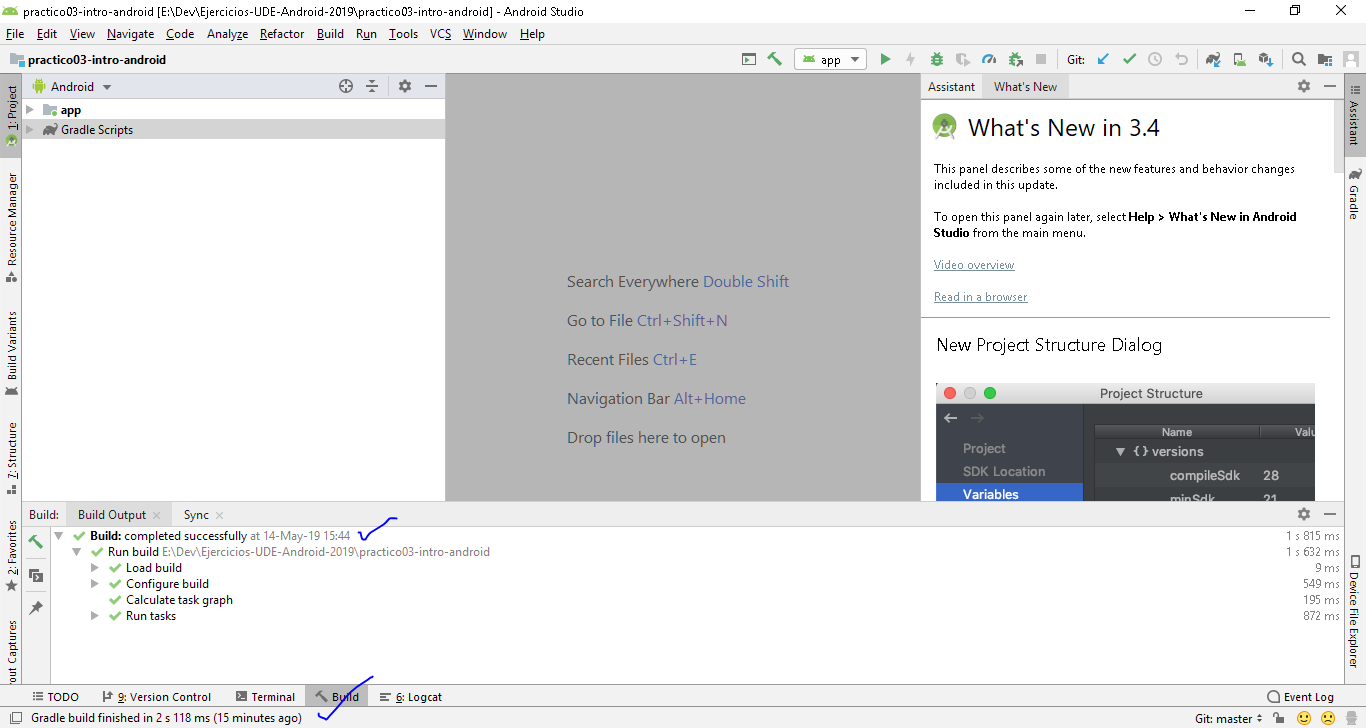 practico03-intro-android [E:\Dev\Ejercicios-UDE-Android-2019\practico03-intro-android] - Android Studio
File Edit View Navigate Code Analyze Refactor Build Run Tools VCS Window Help
practico03-intro-android
app
Git:
1: Project
Resource Manager
Build Variants
7: Structure
2: Favorites
out Captures
Android
app
Gradle Scripts
Search Everywhere Double Shift
Go to File Ctrl+Shift+N
Recent Files Ctrl+E
Navigation Bar Alt+Home
Drop files here to open
Assistant What's New
What's New in 3.4
This panel describes some of the new features and behavior changes
included in this update.
To open this panel again later, select Help > What's New in Android
Studio from the main menu.
Video overview
Read in a browser
New Project Structure Dialog
Project Structure
Project
SDK Location
Variables
Name Valu
{} versions
compileSdk 28
minSdk 21
Assistant
Gradle
Device File Explorer
Build: Build Output Sync
Build: completed successfully at 14-May-19 15:44 1 s 815 ms
Run build E:\Dev\Ejercicios-UDE-Android-2019\practico03-intro-android 1 s 632 ms
Load build 9 ms
Configure build 549 ms
Calculate task graph 195 ms
Run tasks 872 ms
TODO 9: Version Control Terminal Build 6: Logcat Event Log
Gradle build finished in 2 s 118 ms (15 minutes ago) Git: master